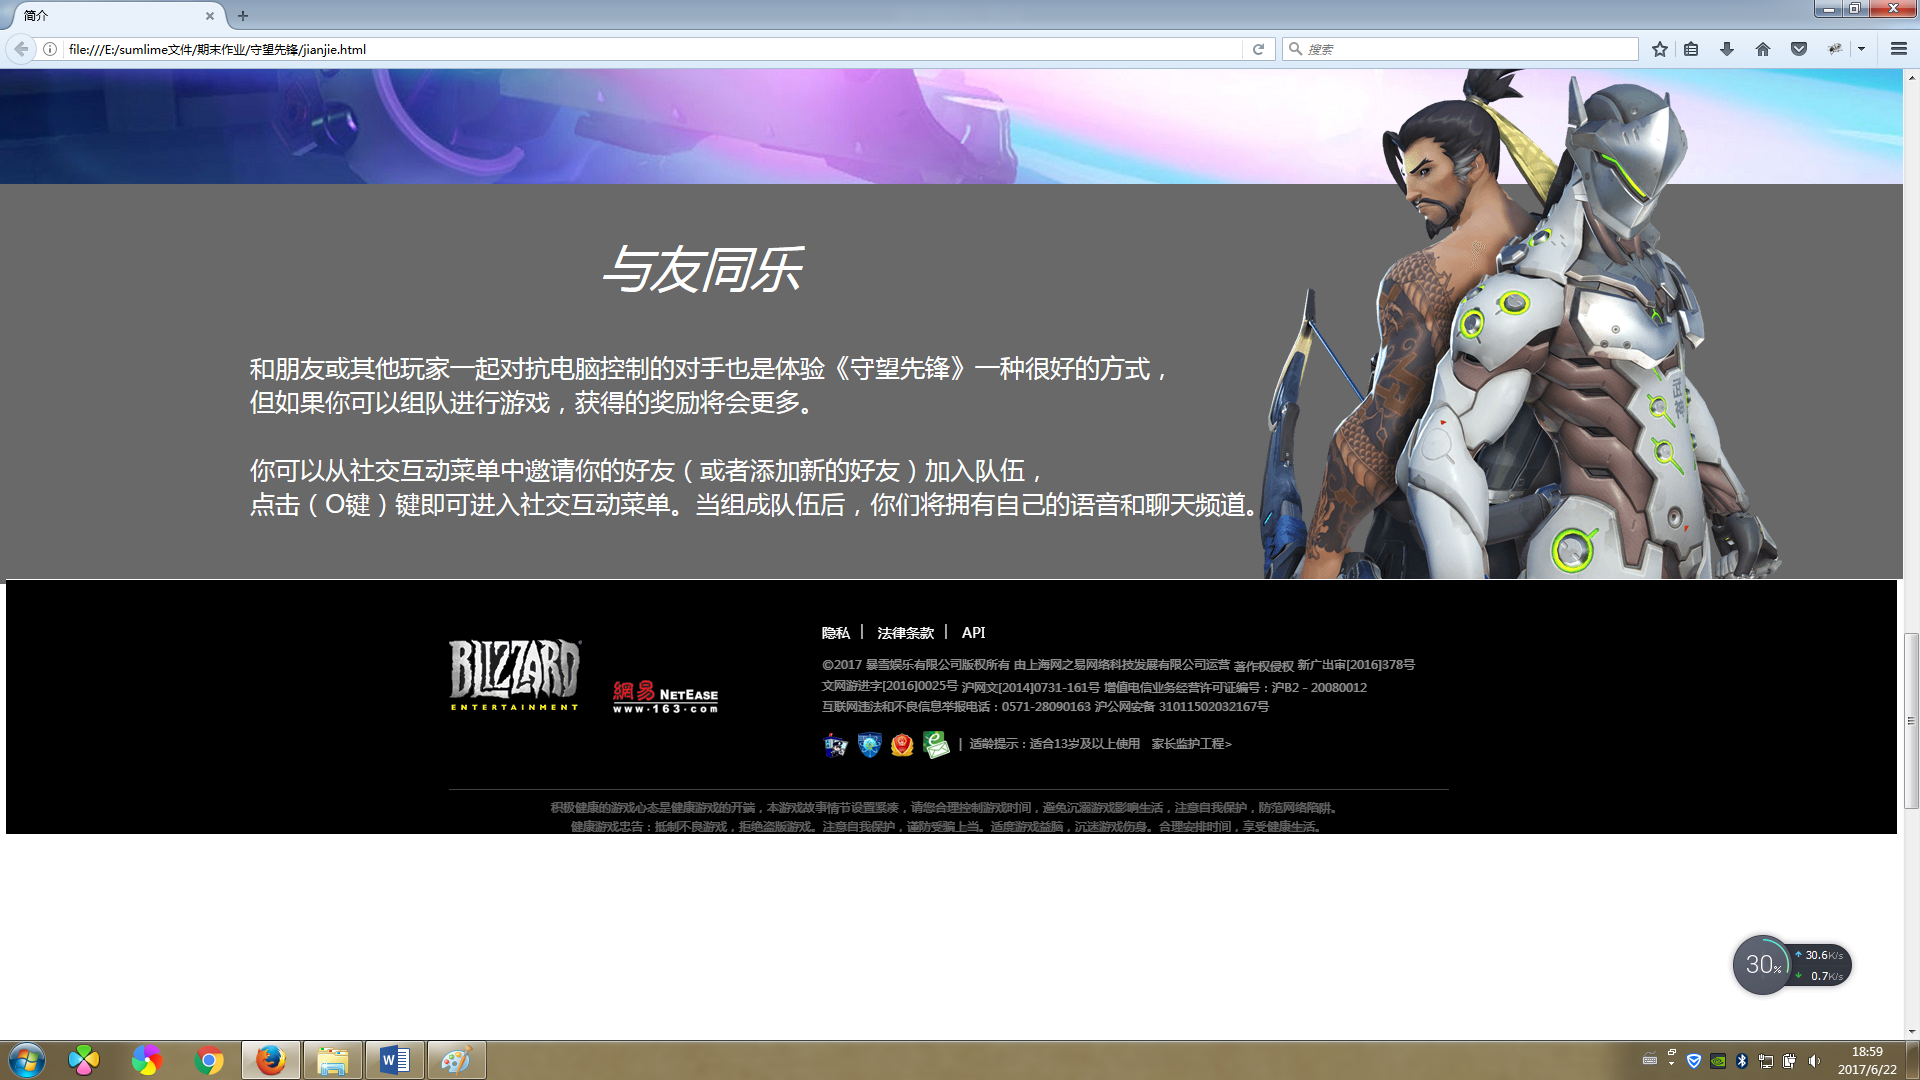 简介
file:///E:/sumlime文件/期末作业/守望先锋/jianjie.html
搜索
与友同乐
和朋友或其他玩家一起对抗电脑控制的对手也是体验《守望先锋》一种很好的方式，
但如果你可以组队进行游戏，获得的奖励将会更多。
你可以从社交互动菜单中邀请你的好友（或者添加新的好友）加入队伍，
点击（O键）键即可进入社交互动菜单。当组成队伍后，你们将拥有自己的语音和聊天频道。
隐私 | 法律条款 | API
©2017 暴雪娱乐有限公司版权所有 由上海网之易网络科技发展有限公司运营 著作权侵权 新广出审[2016]378号
文网游进字[2016]0025号 沪网文[2014]0731-161号 增值电信业务经营许可证编号：沪B2－20080012
互联网违法和不良信息举报电话：0571-28090163 沪公网安备 31011502032167号
BLIZZARD
ENTERTAINMENT
網易 NETEASE
www.163.com
| 适龄提示：适合13岁及以上使用 家长监护工程>
积极健康的游戏心态是健康游戏的开端，本游戏故事情节设置紧凑，请您合理控制游戏时间，避免沉溺游戏影响生活，注意自我保护，防范网络陷阱。
健康游戏忠告：抵制不良游戏，拒绝盗版游戏。注意自我保护，谨防受骗上当。适度游戏益脑，沉迷游戏伤身。合理安排时间，享受健康生活。
30%
30.6K/s
0.7K/s
18:59
2017/6/22